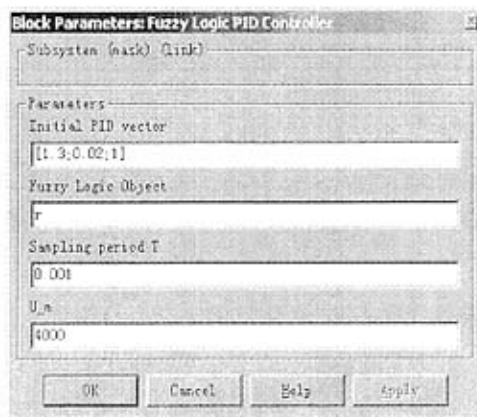 Block Parameters: Fuzzy Logic PID Controller
Subsystem (mask) (link)
Parameters
Initial PID vector
[1.3;0.02;1]
Fuzzy Logic Object
r
Sampling period T
0.001
U_m
4000
OK Cancel Help Apply